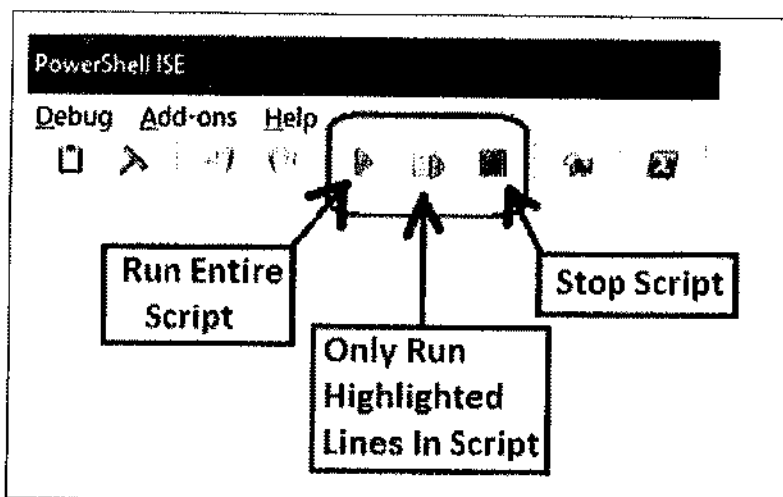 PowerShell ISE
Debug Add-ons Help
Run Entire
Script
Only Run
Highlighted
Lines In Script
Stop Script